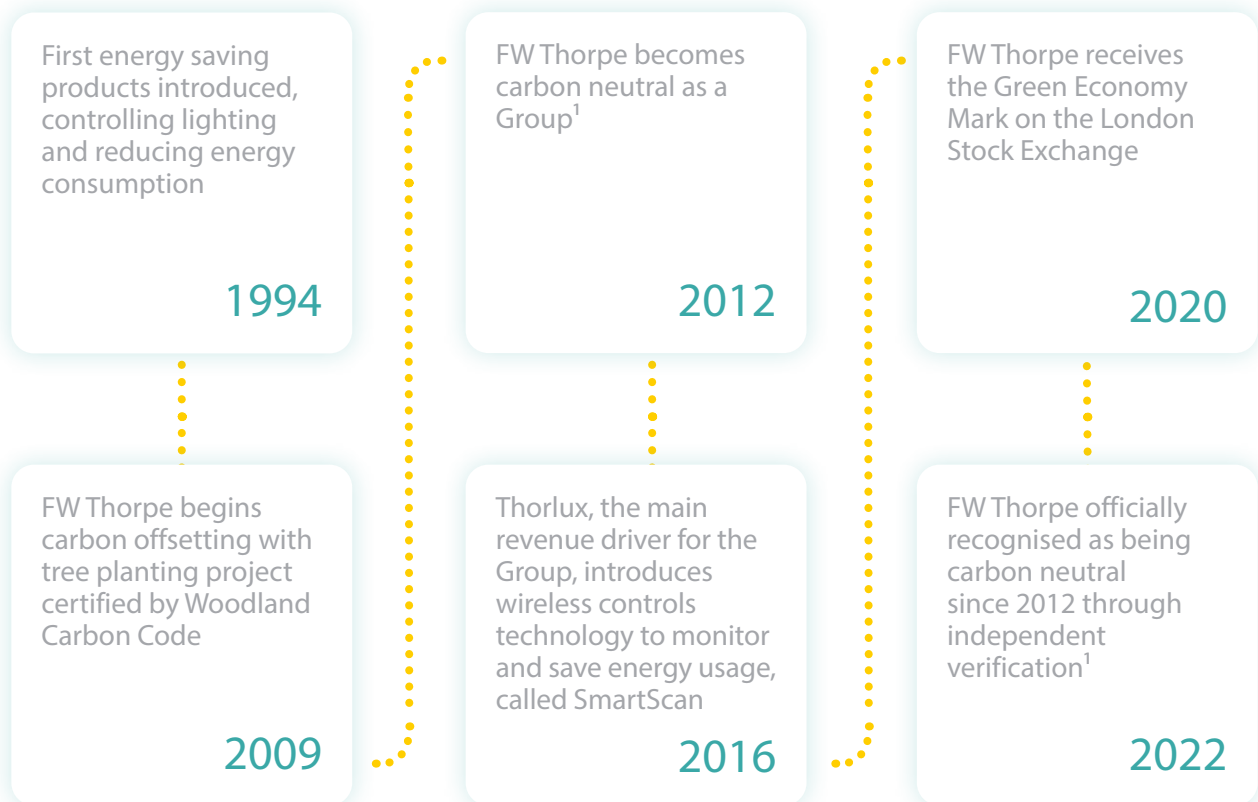 First energy saving
products introduced,
controlling lighting
and reducing energy
consumption
1994
FW Thorpe begins
carbon offsetting with
tree planting project
certified by Woodland
Carbon Code
2009
FW Thorpe becomes
carbon neutral as a
Group¹
2012
Thorlux, the main
revenue driver for the
Group, introduces
wireless controls
technology to monitor
and save energy usage,
called SmartScan
2016
FW Thorpe receives
the Green Economy
Mark on the London
Stock Exchange
2020
FW Thorpe officially
recognised as being
carbon neutral
since 2012 through
independent
verification¹
2022